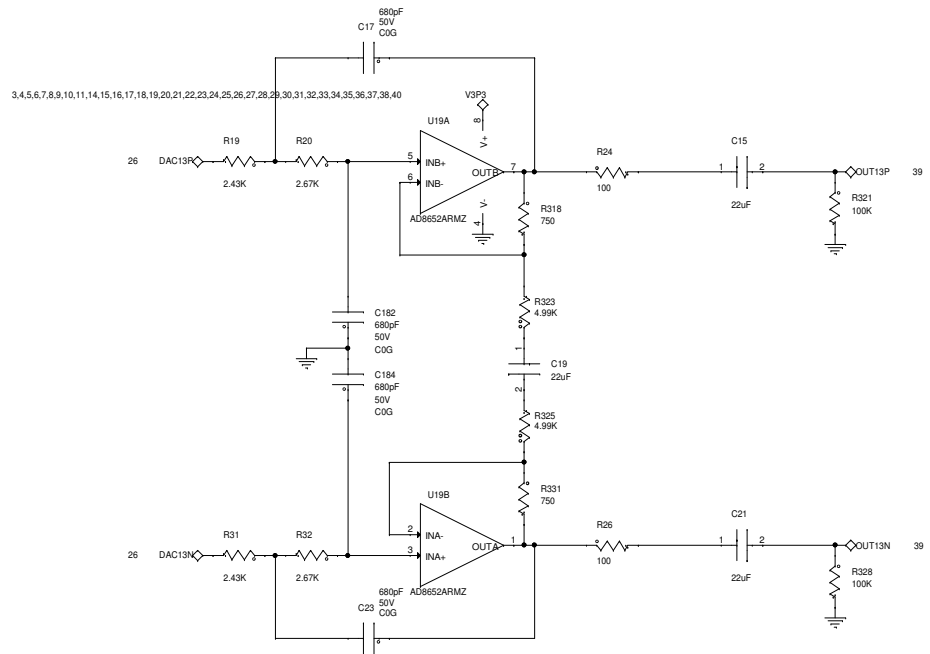 680pF
C17 50V
C0G
3,4,5,6,7,8,9,10,11,14,15,16,17,18,19,20,21,22,23,24,25,26,27,28,29,30,31,32,33,34,35,36,37,38,40
V3P3
8
V+
U19A
R19
R20
R24
C15
26 DAC13P
5 INB+
6 INB-
OUTB 7
1 2
OUT13P 39
2.43K
2.67K
100
22uF
R321
100K
V-
4
R318
750
AD8652ARMZ
R323
4.99K
C182
680pF
50V
C0G
1
C19
22uF
2
C184
680pF
50V
C0G
R325
4.99K
U19B
R331
750
R31
R32
R26
C21
2 INA-
3 INA+
OUTA 1
26 DAC13N
1 2
OUT13N 39
2.43K
2.67K
100
22uF
R328
100K
AD8652ARMZ
680pF
50V
C23 C0G